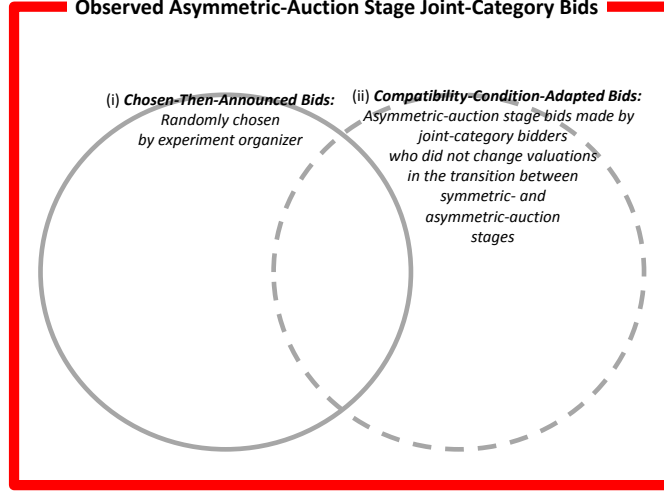 Observed Asymmetric-Auction Stage Joint-Category Bids
(i) Chosen-Then-Announced Bids:
Randomly chosen
by experiment organizer
(ii) Compatibility-Condition-Adapted Bids:
Asymmetric-auction stage bids made by
joint-category bidders
who did not change valuations
in the transition between
symmetric- and
asymmetric-auction
stages